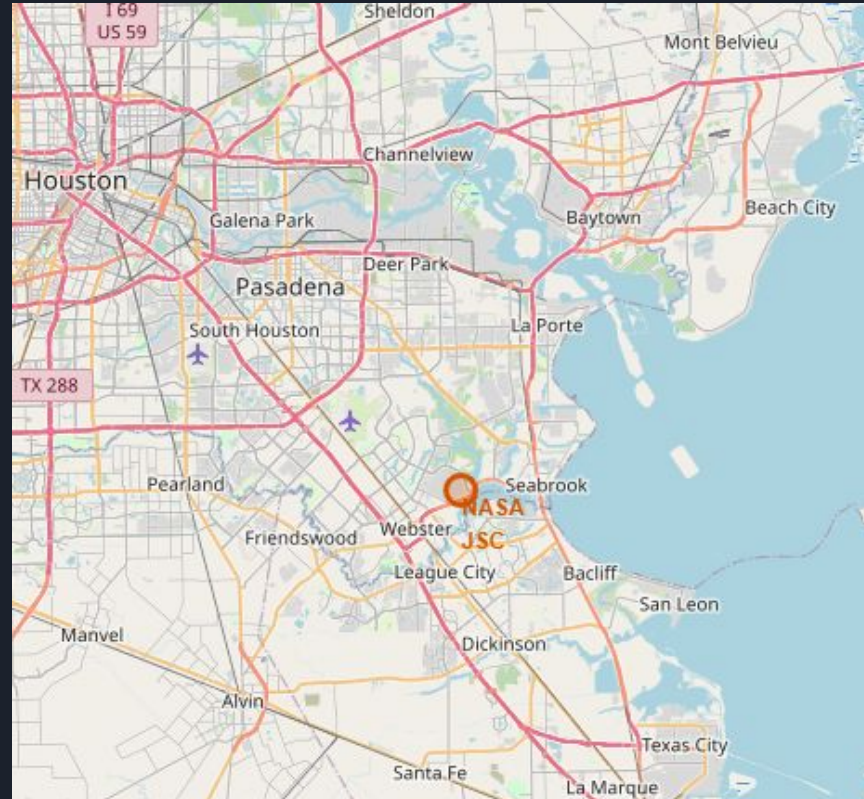 I 69
US 59
Sheldon
Mont Belvieu
Channelview
Houston
Galena Park
Baytown
Beach City
Deer Park
Pasadena
La Porte
South Houston
TX 288
Pearland
Seabrook
NASA
JSC
Webster
Friendswood
League City
Bacliff
San Leon
Manvel
Dickinson
Alvin
Texas City
Santa Fe
La Marque